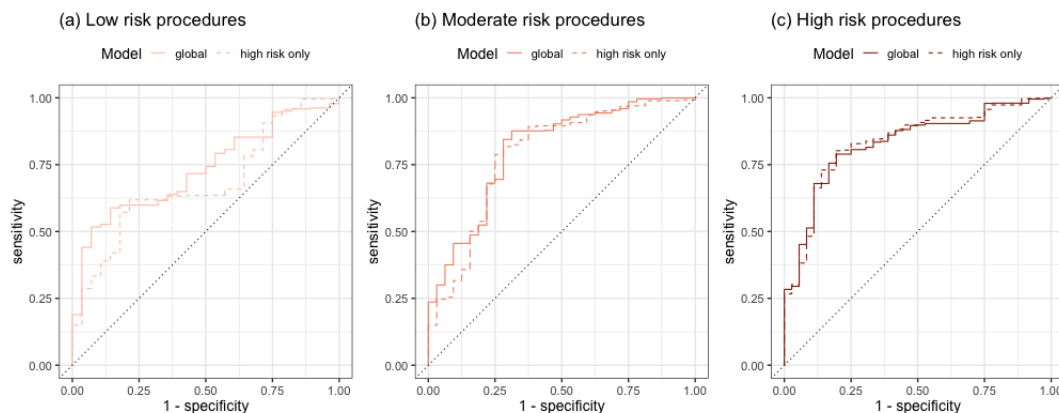 (a) Low risk procedures
Model global high risk only
1.00
0.75
0.50
0.25
0.00
sensitivity
0.00 0.25 0.50 0.75 1.00
1 - specificity
(b) Moderate risk procedures
Model global high risk only
1.00
0.75
0.50
0.25
0.00
sensitivity
0.00 0.25 0.50 0.75 1.00
1 - specificity
(c) High risk procedures
Model global high risk only
1.00
0.75
0.50
0.25
0.00
sensitivity
0.00 0.25 0.50 0.75 1.00
1 - specificity